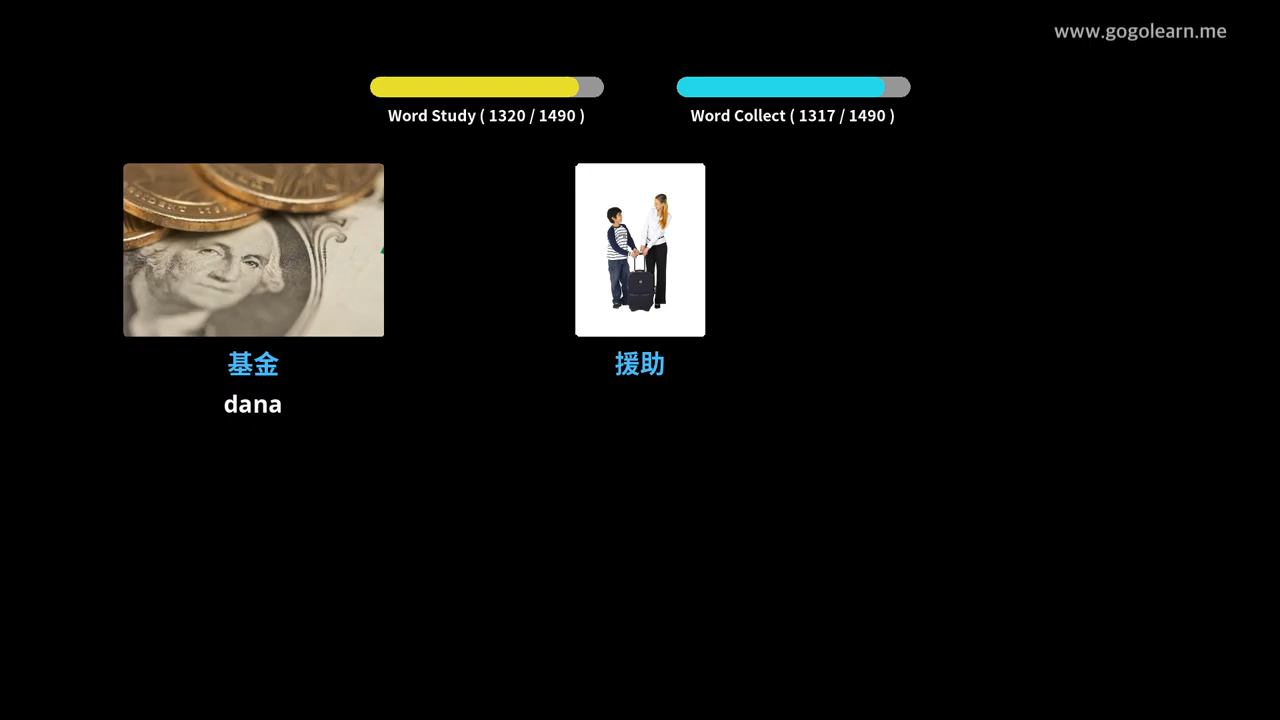 www.gogolearn.me
Word Study ( 1320 / 1490 )
Word Collect ( 1317 / 1490 )
基金
援助
dana